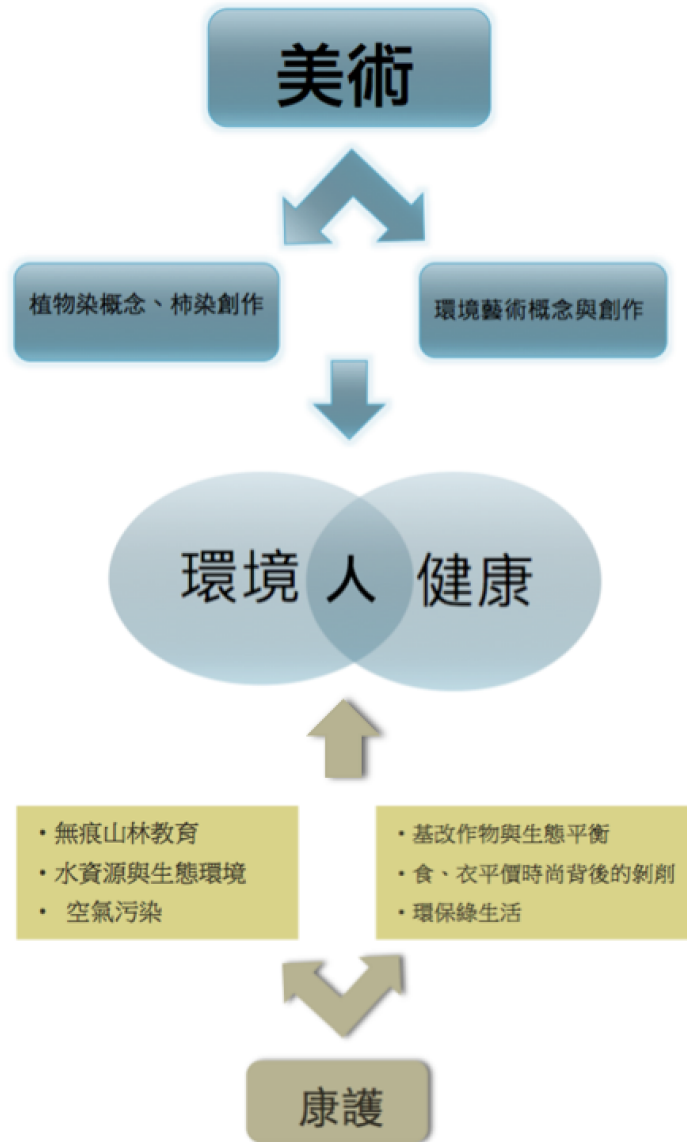 美術
植物染概念、柿染創作
環境藝術概念與創作
環境 人 健康
・無痕山林教育
・水資源與生態環境
・ 空氣污染
・基改作物與生態平衡
・食、衣平價時尚背後的剝削
・環保綠生活
康護